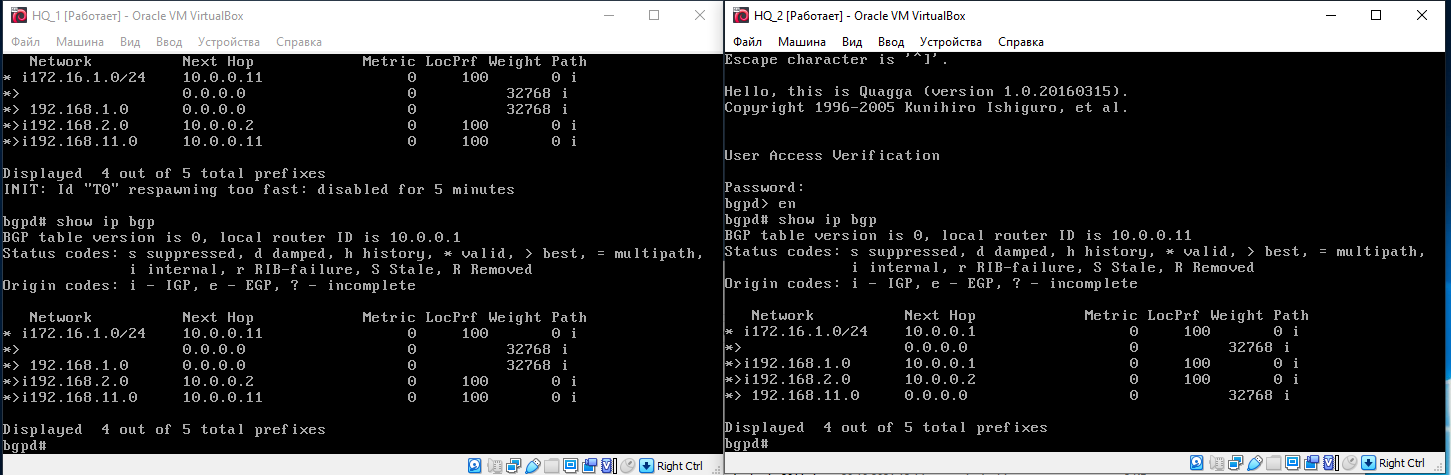 HQ_1 [Работает] - Oracle VM VirtualBox
Файл Машина Вид Ввод Устройства Справка
   Network          Next Hop            Metric LocPrf Weight Path
* i172.16.1.0/24    10.0.0.11                0    100      0 i
*>                  0.0.0.0                  0         32768 i
*> 192.168.1.0      0.0.0.0                  0         32768 i
*>i192.168.2.0      10.0.0.2                 0    100      0 i
*>i192.168.11.0     10.0.0.11                0    100      0 i
Displayed  4 out of 5 total prefixes
INIT: Id "T0" respawning too fast: disabled for 5 minutes
bgpd# show ip bgp
BGP table version is 0, local router ID is 10.0.0.1
Status codes: s suppressed, d damped, h history, * valid, > best, = multipath,
              i internal, r RIB-failure, S Stale, R Removed
Origin codes: i - IGP, e - EGP, ? - incomplete
   Network          Next Hop            Metric LocPrf Weight Path
* i172.16.1.0/24    10.0.0.11                0    100      0 i
*>                  0.0.0.0                  0         32768 i
*> 192.168.1.0      0.0.0.0                  0         32768 i
*>i192.168.2.0      10.0.0.2                 0    100      0 i
*>i192.168.11.0     10.0.0.11                0    100      0 i
Displayed  4 out of 5 total prefixes
bgpd#
Right Ctrl
HQ_2 [Работает] - Oracle VM VirtualBox
Файл Машина Вид Ввод Устройства Справка
Escape character is '^]'.
Hello, this is Quagga (version 1.0.20160315).
Copyright 1996-2005 Kunihiro Ishiguro, et al.
User Access Verification
Password:
bgpd> en
bgpd# show ip bgp
BGP table version is 0, local router ID is 10.0.0.11
Status codes: s suppressed, d damped, h history, * valid, > best, = multipath,
              i internal, r RIB-failure, S Stale, R Removed
Origin codes: i - IGP, e - EGP, ? - incomplete
   Network          Next Hop            Metric LocPrf Weight Path
* i172.16.1.0/24    10.0.0.1                 0    100      0 i
*>                  0.0.0.0                  0         32768 i
*>i192.168.1.0      10.0.0.1                 0    100      0 i
*>i192.168.2.0      10.0.0.2                 0    100      0 i
*> 192.168.11.0     0.0.0.0                  0         32768 i
Displayed  4 out of 5 total prefixes
bgpd#
Right Ctrl